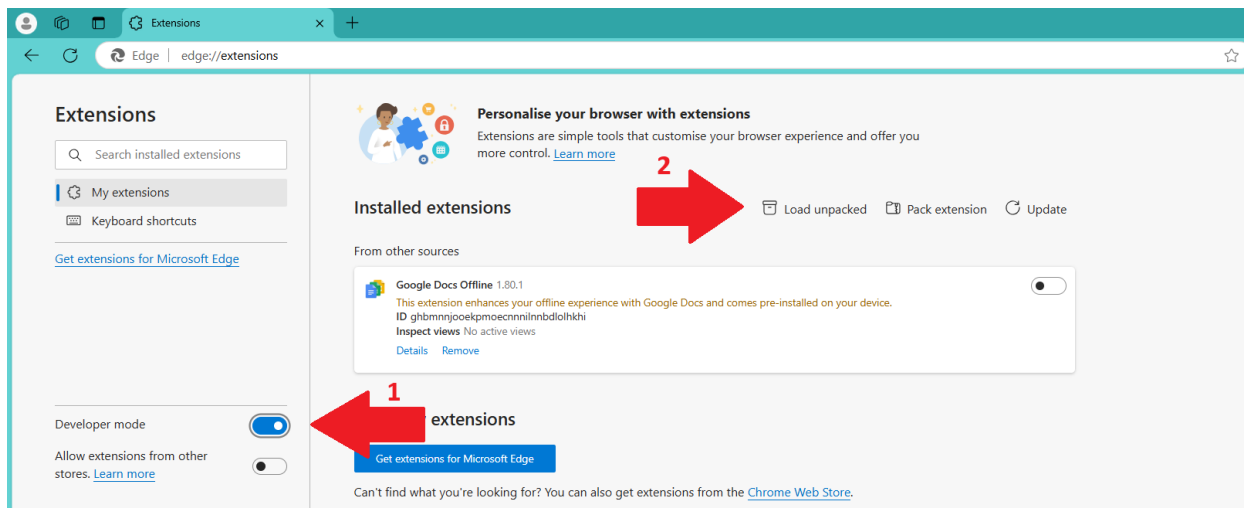 Extensions
Edge
edge://extensions
Extensions
Search installed extensions
My extensions
Keyboard shortcuts
Get extensions for Microsoft Edge
Developer mode
Allow extensions from other
stores. Learn more
Personalise your browser with extensions
Extensions are simple tools that customise your browser experience and offer you
more control. Learn more
2
Installed extensions
Load unpacked
Pack extension
Update
From other sources
Google Docs Offline 1.80.1
This extension enhances your offline experience with Google Docs and comes pre-installed on your device.
ID ghbmnnjooekpmoecnnnilnnbdlolhkhi
Inspect views No active views
Details
Remove
1
extensions
Get extensions for Microsoft Edge
Can't find what you're looking for? You can also get extensions from the Chrome Web Store.